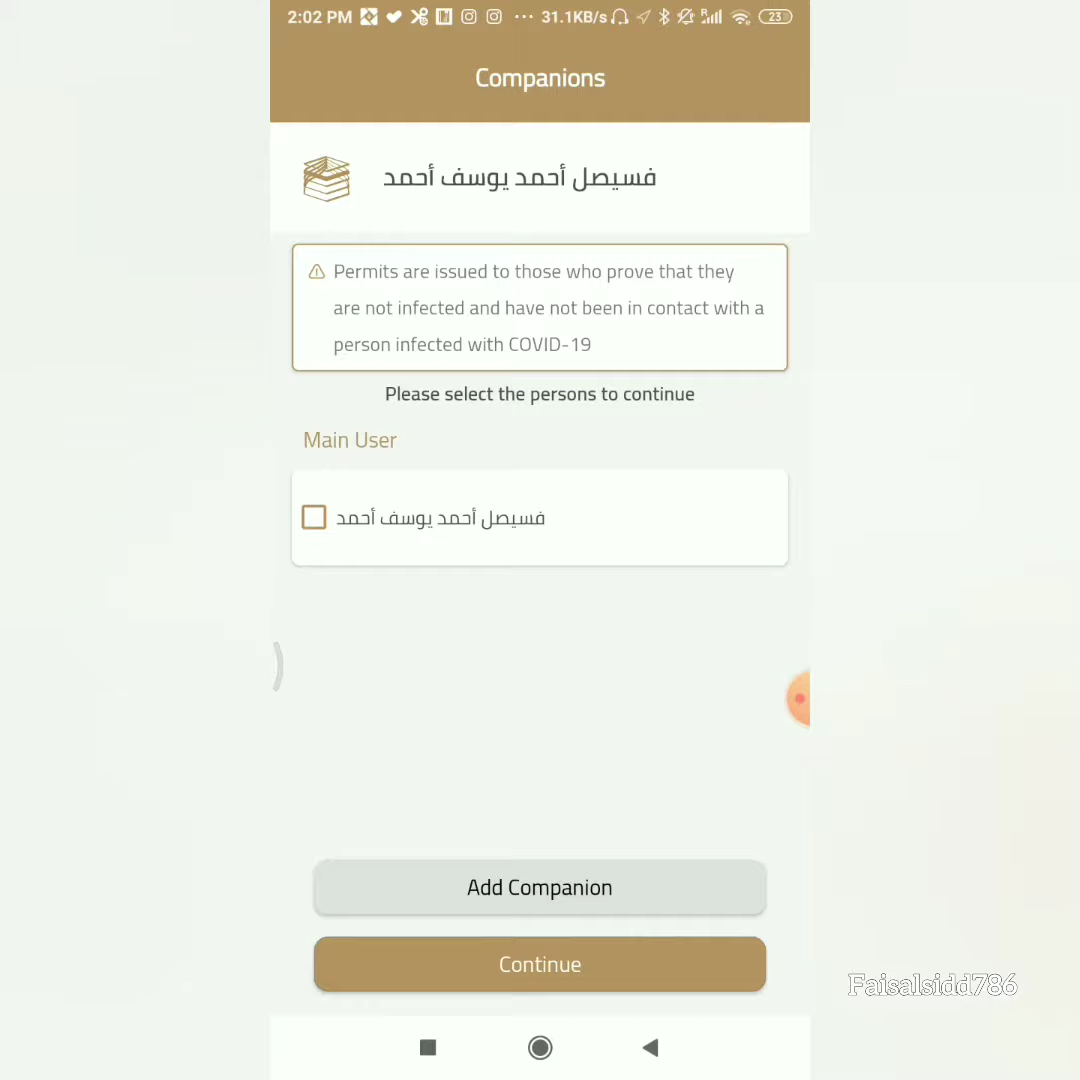 2:02 PM ... 31.1KB/s 23
Companions
فسيصل أحمد يوسف أحمد
Permits are issued to those who prove that they
are not infected and have not been in contact with a
person infected with COVID-19
Please select the persons to continue
Main User
فسيصل أحمد يوسف أحمد
Add Companion
Continue
Faisalsidd786